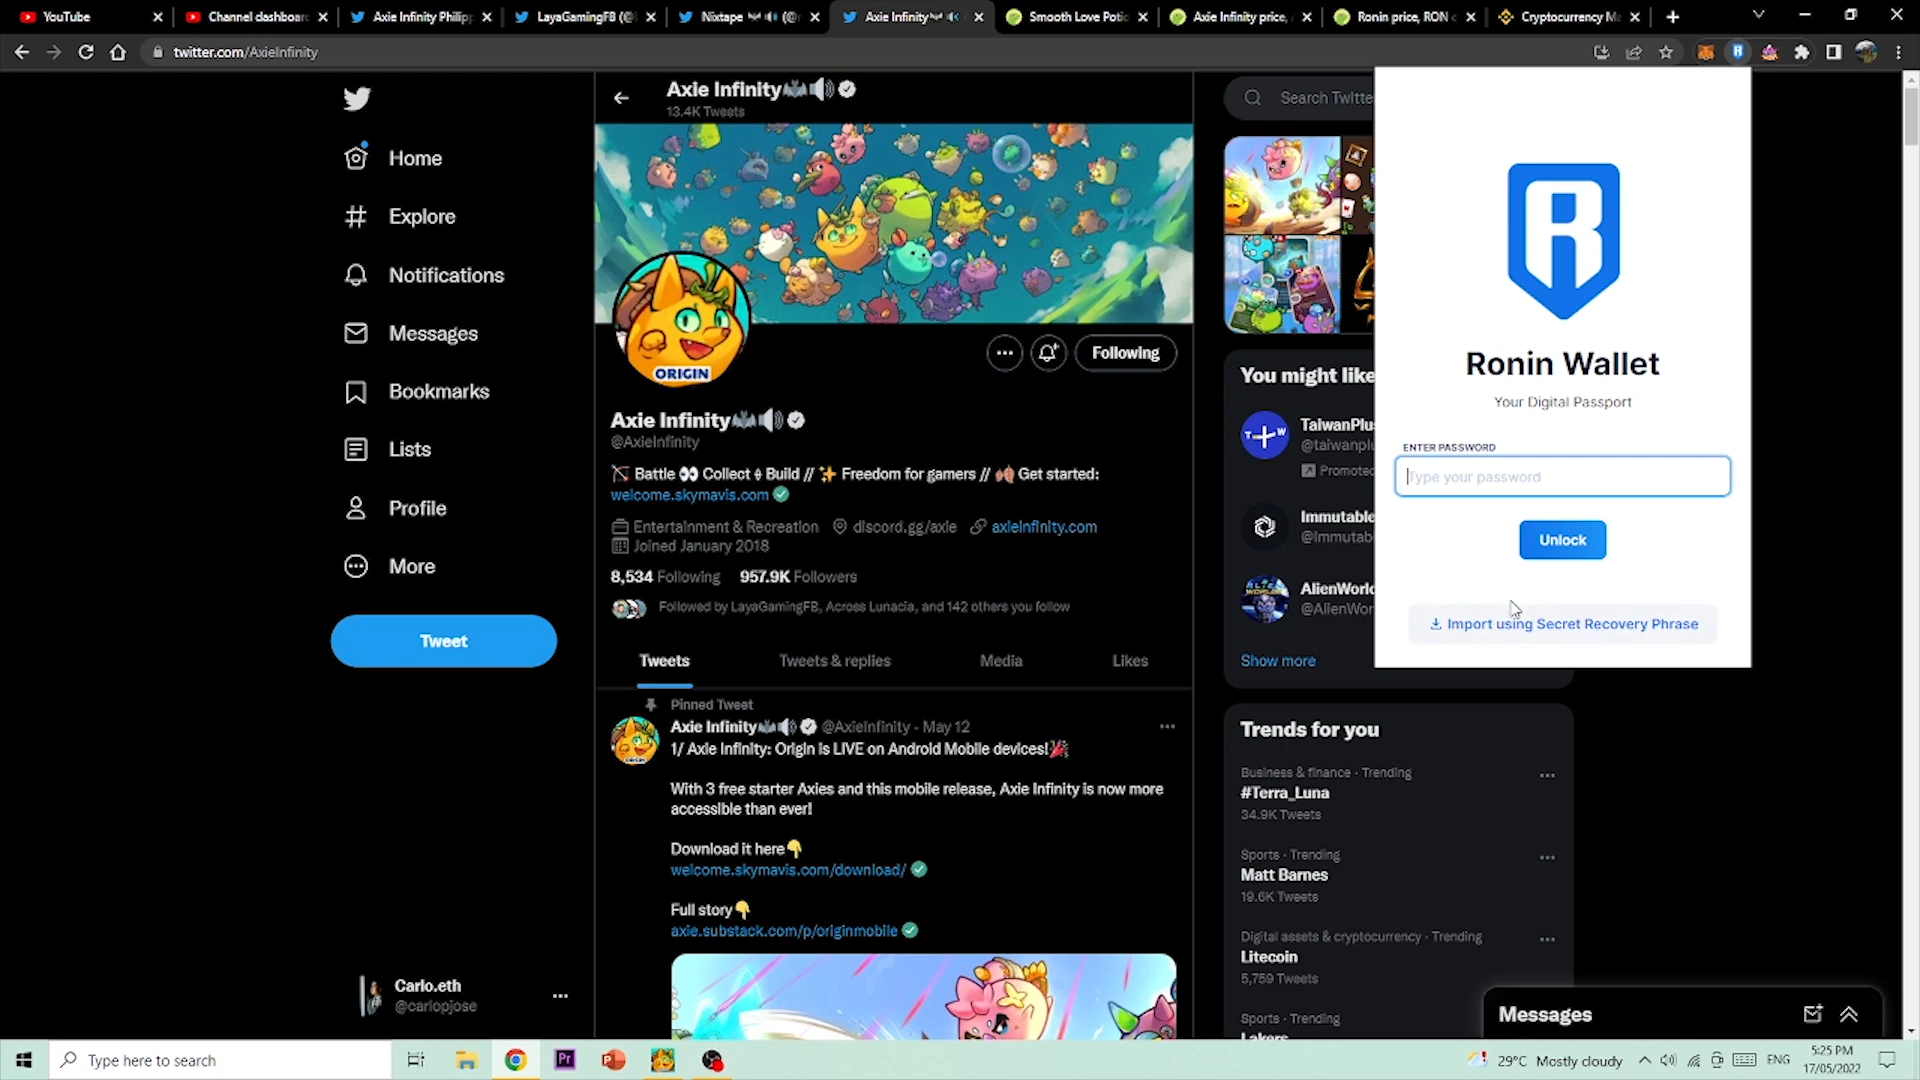 YouTube
Channel dashboar
Axie Infinity Philip
LayaGamingFB (@
Nixtape
Axie Infinity
Smooth Love Poti
Axie Infinity price,
Ronin price, RON
Cryptocurrency M
twitter.com/AxieInfinity
Home
Explore
Notifications
Messages
Bookmarks
Lists
Profile
More
Tweet
Carlo.eth
@carlopjose
Axie Infinity
13.4K Tweets
ORIGIN
Following
Axie Infinity
@AxieInfinity
Battle Collect Build // Freedom for gamers // Get started:
welcome.skymavis.com
Entertainment & Recreation discord.gg/axie axieinfinity.com
Joined January 2018
8,534 Following 957.9K Followers
Followed by LayaGamingFB, Across Lunacia, and 142 others you follow
Tweets Tweets & replies Media Likes
Pinned Tweet
Axie Infinity @AxieInfinity · May 12
1/ Axie Infinity: Origin is LIVE on Android Mobile devices!
With 3 free starter Axies and this mobile release, Axie Infinity is now more
accessible than ever!
Download it here
welcome.skymavis.com/download/
Full story
axie.substack.com/p/originmobile
Search Twitte
You might like
TaiwanPlu
@taiwanplu
Promoted
Immutable
@Immutab
AlienWorl
@AlienWor
Show more
Trends for you
Business & finance · Trending
#Terra_Luna
34.9K Tweets
Sports · Trending
Matt Barnes
19.6K Tweets
Digital assets & cryptocurrency · Trending
Litecoin
5,759 Tweets
Sports · Trending
Lakers
Messages
Ronin Wallet
Your Digital Passport
ENTER PASSWORD
Type your password
Unlock
Import using Secret Recovery Phrase
Type here to search
Pr
29°C Mostly cloudy
ENG
5:25 PM
17/05/2022